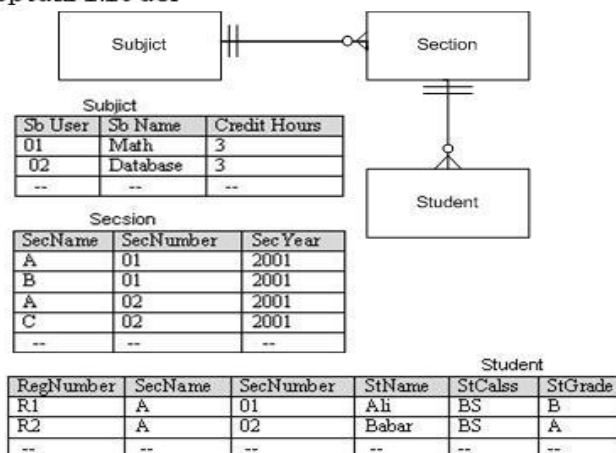 Subjict
Section
Student
Subjict
Sb User Sb Name Credit Hours
01 Math 3
02 Database 3
-- -- --
Secsion
SecName SecNumber SecYear
A 01 2001
B 01 2001
A 02 2001
C 02 2001
-- -- --
Student
RegNumber SecName SecNumber StName StCalss StGrade
R1 A 01 Ali BS B
R2 A 02 Babar BS A
-- -- -- -- -- --